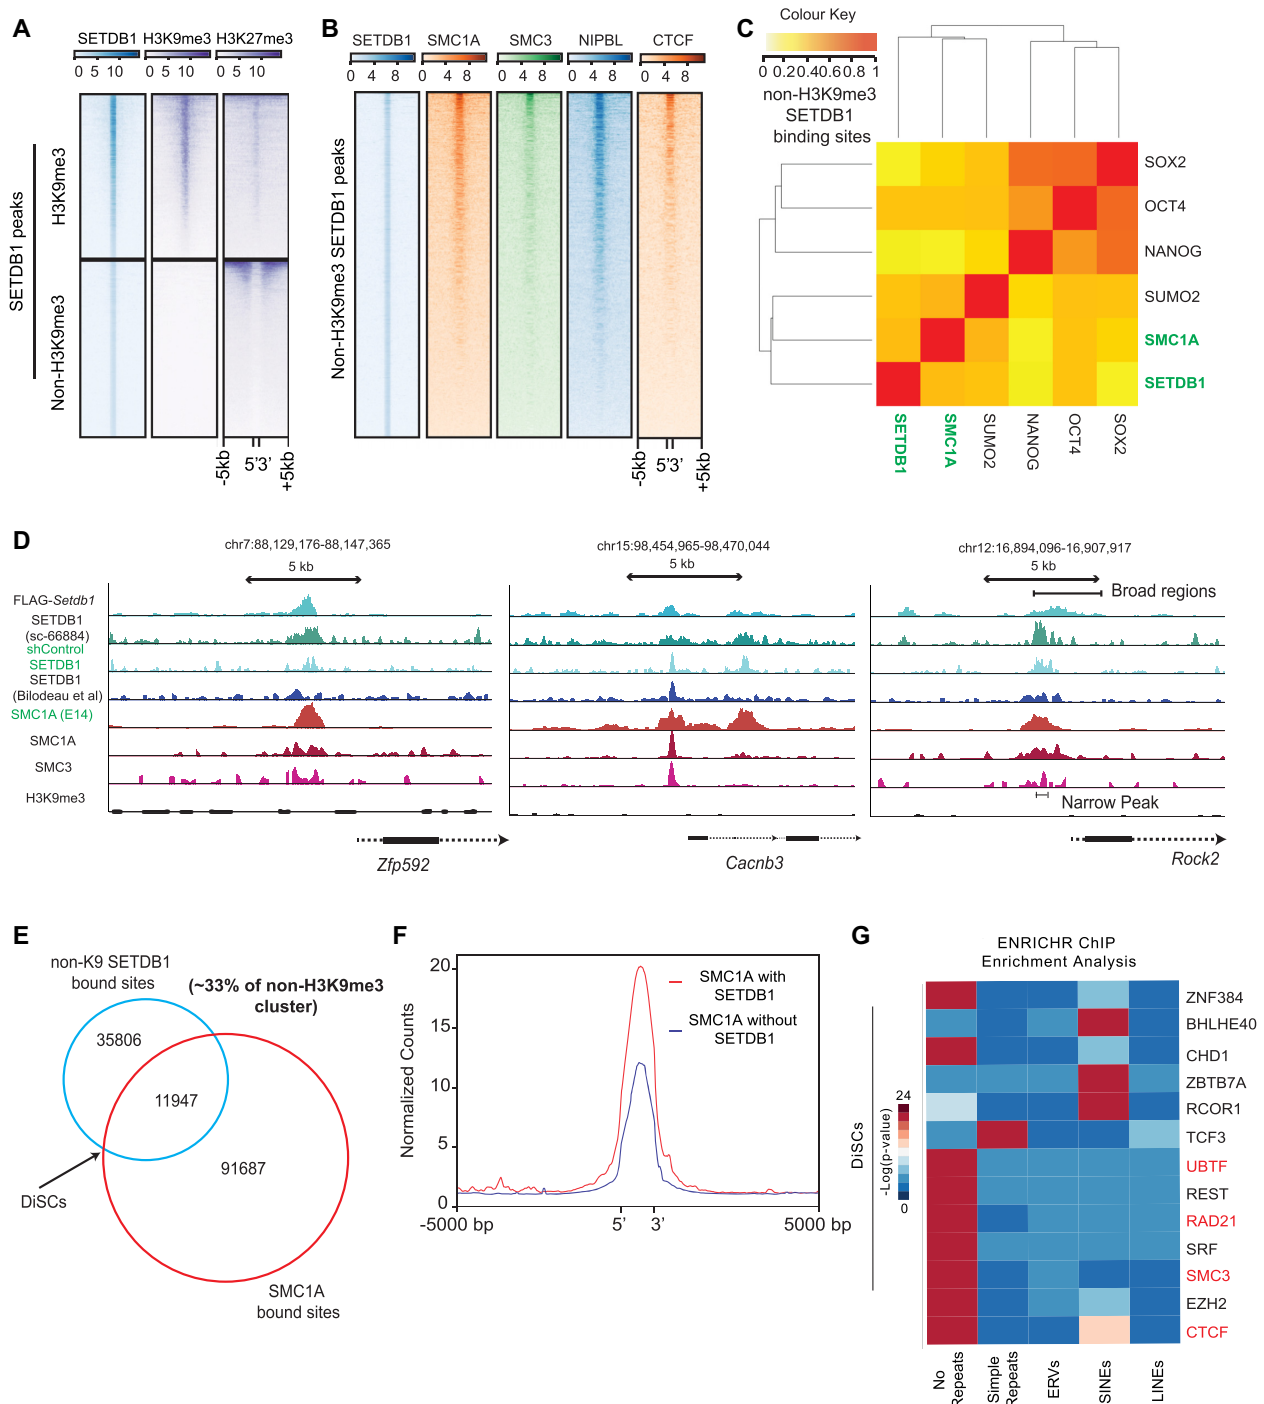 A
SETDB1 H3K9me3 H3K27me3
0 5 10 0 5 10 0 5 10
SETDB1 peaks
H3K9me3
Non-H3K9me3
-5kb 5'3' +5kb
B
SETDB1 SMC1A SMC3 NIPBL CTCF
0 4 8 0 4 8 0 4 8 0 4 8 0 4 8
Non-H3K9me3 SETDB1 peaks
-5kb 5'3' +5kb
C
Colour Key
0 0.20.40.60.8 1
non-H3K9me3
SETDB1
binding sites
SOX2
OCT4
NANOG
SUMO2
SMC1A
SETDB1
SETDB1 SMC1A SUMO2 NANOG OCT4 SOX2
D
chr7:88,129,176-88,147,365
5 kb
chr15:98,454,965-98,470,044
5 kb
chr12:16,894,096-16,907,917
5 kb
Broad regions
FLAG-Setdb1
SETDB1
(sc-66884)
shControl
SETDB1
SETDB1
(Bilodeau et al)
SMC1A (E14)
SMC1A
SMC3
H3K9me3
Narrow Peak
Zfp592
Cacnb3
Rock2
E
non-K9 SETDB1
bound sites
(~33% of non-H3K9me3
cluster)
35806
11947
91687
DiSCs
SMC1A
bound sites
F
Normalized Counts
20
15
10
5
0
SMC1A with
SETDB1
SMC1A without
SETDB1
-5000 bp 5' 3' 5000 bp
G
ENRICHR ChIP
Enrichment Analysis
DiSCs
-Log(p-value)
24
0
ZNF384
BHLHE40
CHD1
ZBTB7A
RCOR1
TCF3
UBTF
REST
RAD21
SRF
SMC3
EZH2
CTCF
No
Repeats
Simple
Repeats
ERVs
SINEs
LINEs